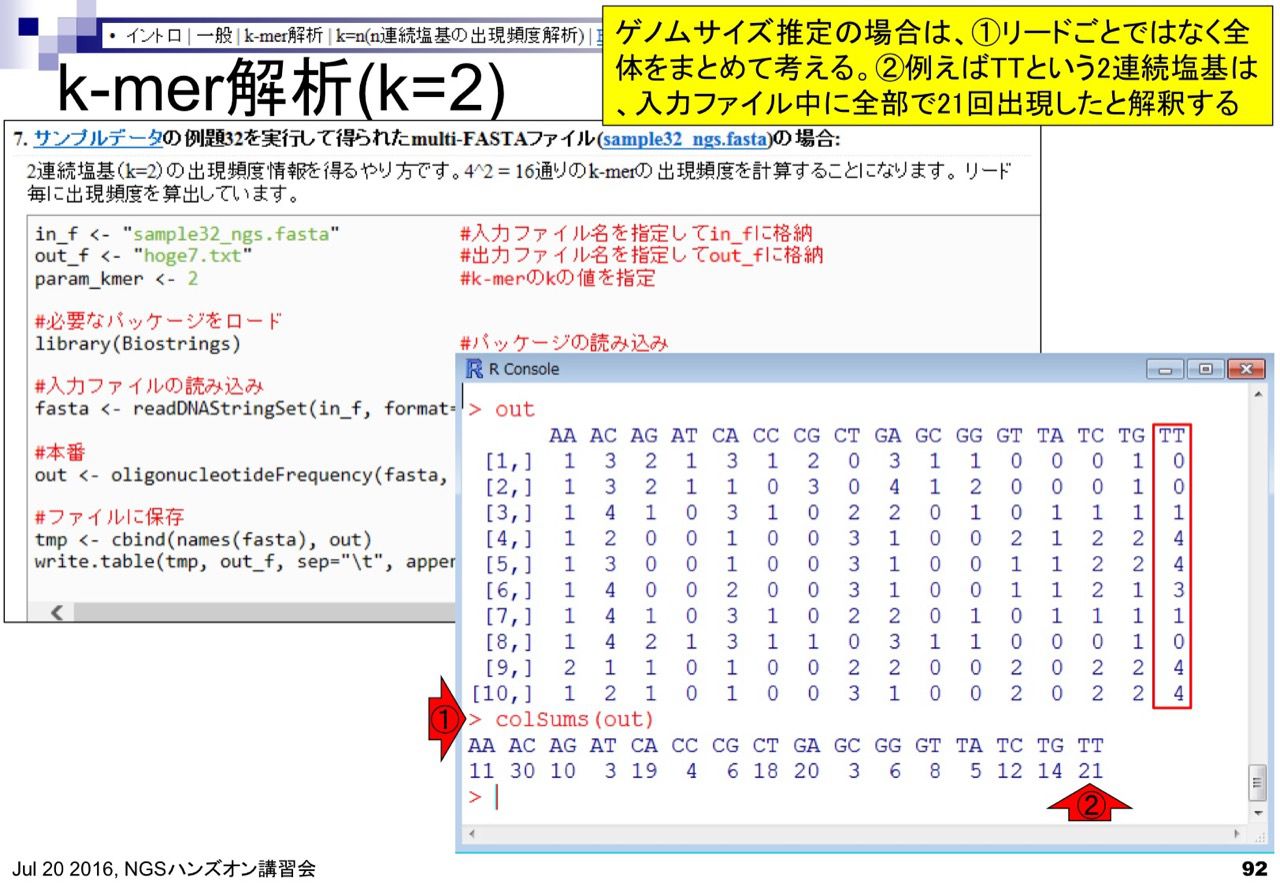 • イントロ | 一般 | k-mer解析 | k=n(n連続塩基の出現頻度解析) |
ゲノムサイズ推定の場合は、①リードごとではなく全
体をまとめて考える。②例えばTTという2連続塩基は
、入力ファイル中に全部で21回出現したと解釈する
k-mer解析(k=2)
7. サンプルデータの例題32を実行して得られたmulti-FASTAファイル(sample32_ngs.fasta)の場合:
2連続塩基(k=2)の出現頻度情報を得るやり方です。4^2 = 16通りのk-merの出現頻度を計算することになります。リード
毎に出現頻度を算出しています。
in_f <- "sample32_ngs.fasta" #入力ファイル名を指定してin_fに格納
out_f <- "hoge7.txt" #出力ファイル名を指定してout_fに格納
param_kmer <- 2 #k-merのkの値を指定
#必要なパッケージをロード
library(Biostrings) #パッケージの読み込み
#入力ファイルの読み込み
fasta <- readDNAStringSet(in_f, format=
#本番
out <- oligonucleotideFrequency(fasta,
#ファイルに保存
tmp <- cbind(names(fasta), out)
write.table(tmp, out_f, sep="\t", apper
R Console
> out
AA AC AG AT CA CC CG CT GA GC GG GT TA TC TG TT
[1,] 1 3 2 1 3 1 2 0 3 1 1 0 0 0 1 0
[2,] 1 3 2 1 1 0 3 0 4 1 2 0 0 0 1 0
[3,] 1 4 1 0 3 1 0 2 2 0 1 0 1 1 1 1
[4,] 1 2 0 0 1 0 0 3 1 0 0 2 1 2 2 4
[5,] 1 3 0 0 1 0 0 3 1 0 0 1 1 2 2 4
[6,] 1 4 0 0 2 0 0 3 1 0 0 1 1 2 1 3
[7,] 1 4 1 0 3 1 0 2 2 0 1 0 1 1 1 1
[8,] 1 4 2 1 3 1 1 0 3 1 1 0 0 0 1 0
[9,] 2 1 1 0 1 0 0 2 2 0 0 2 0 2 2 4
[10,] 1 2 1 0 1 0 0 3 1 0 0 2 0 2 2 4
① > colSums(out)
AA AC AG AT CA CC CG CT GA GC GG GT TA TC TG TT
11 30 10 3 19 4 6 18 20 3 6 8 5 12 14 21
>
②
Jul 20 2016, NGSハンズオン講習会
92